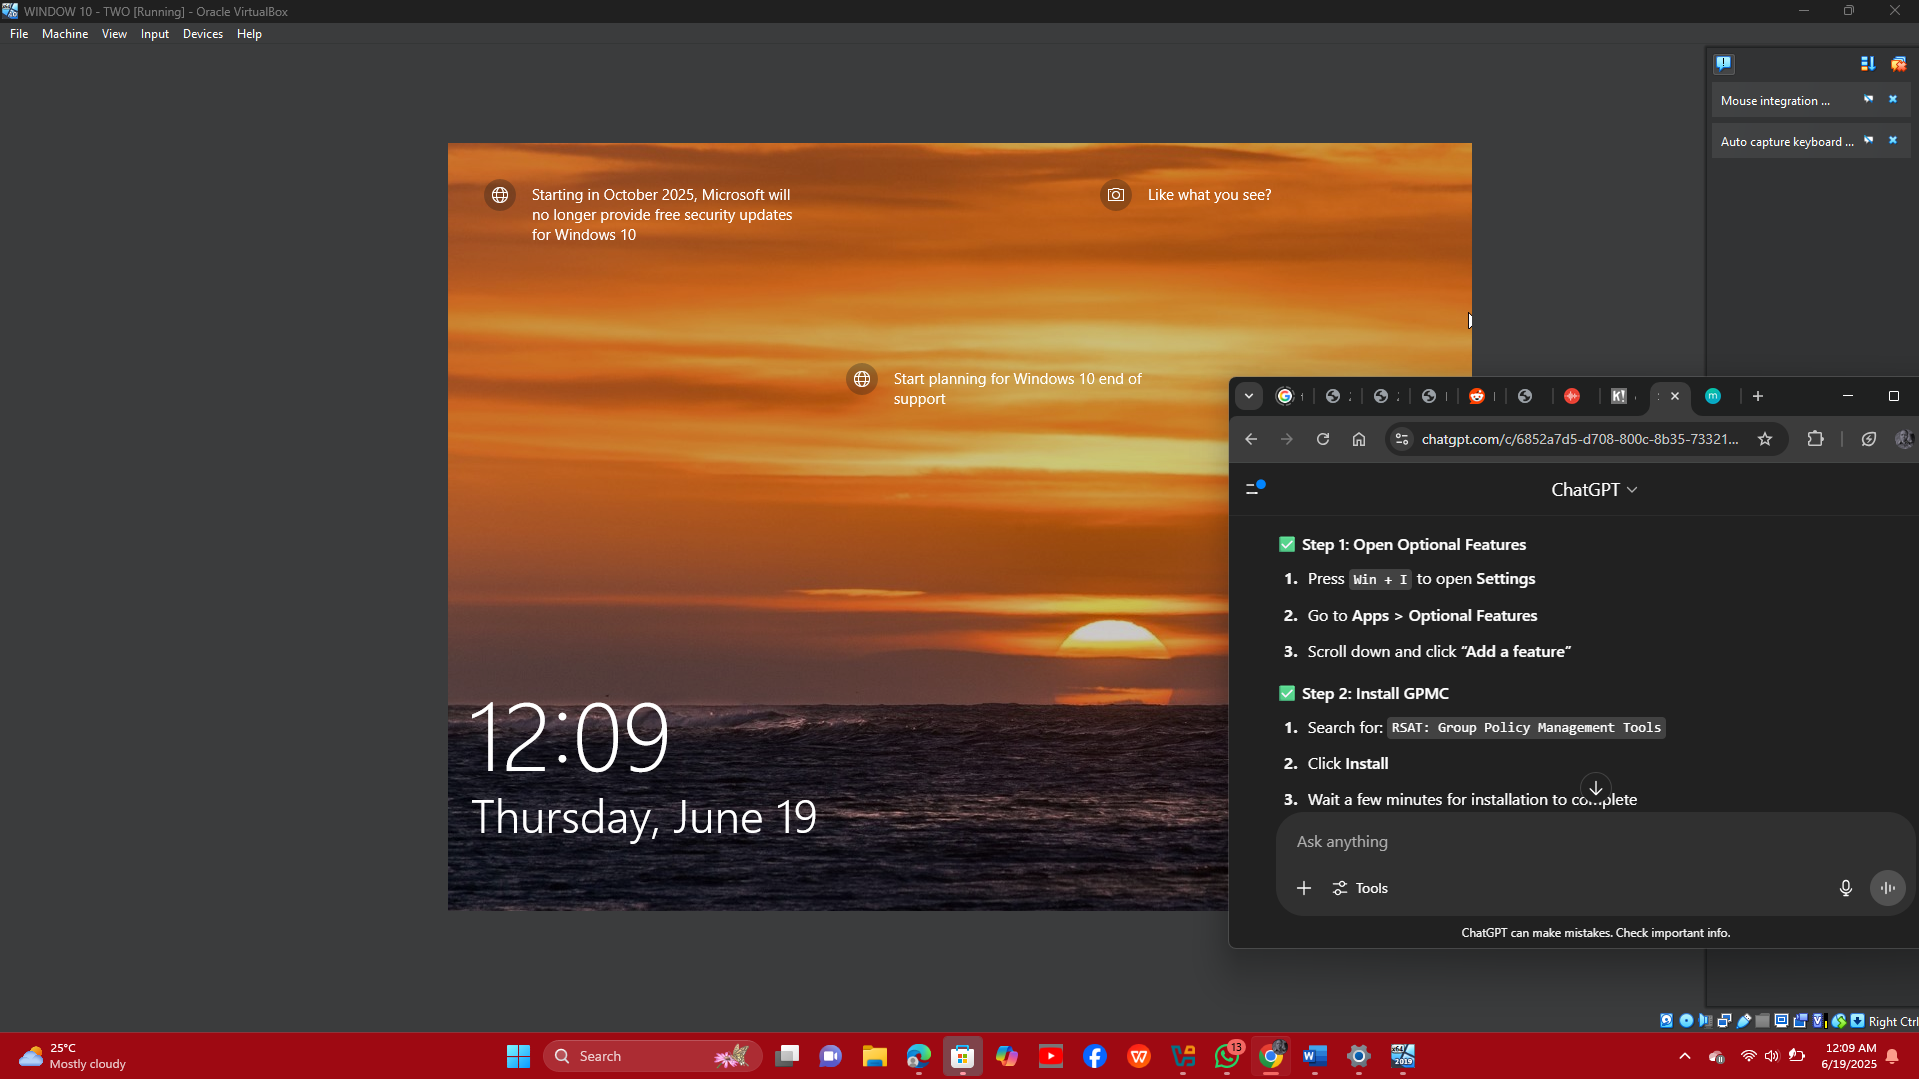 WINDOW 10 - TWO [Running] - Oracle VirtualBox
File Machine View Input Devices Help
Mouse integration ...
Auto capture keyboard ...
Starting in October 2025, Microsoft will
no longer provide free security updates
for Windows 10
Like what you see?
Start planning for Windows 10 end of
support
12:09
Thursday, June 19
chatgpt.com/c/6852a7d5-d708-800c-8b35-73321...
ChatGPT
Step 1: Open Optional Features
1. Press Win + I to open Settings
2. Go to Apps > Optional Features
3. Scroll down and click “Add a feature”
Step 2: Install GPMC
1. Search for: RSAT: Group Policy Management Tools
2. Click Install
3. Wait a few minutes for installation to complete
Ask anything
Tools
ChatGPT can make mistakes. Check important info.
Right Ctrl
25°C
Mostly cloudy
Search
13
2019
12:09 AM
6/19/2025